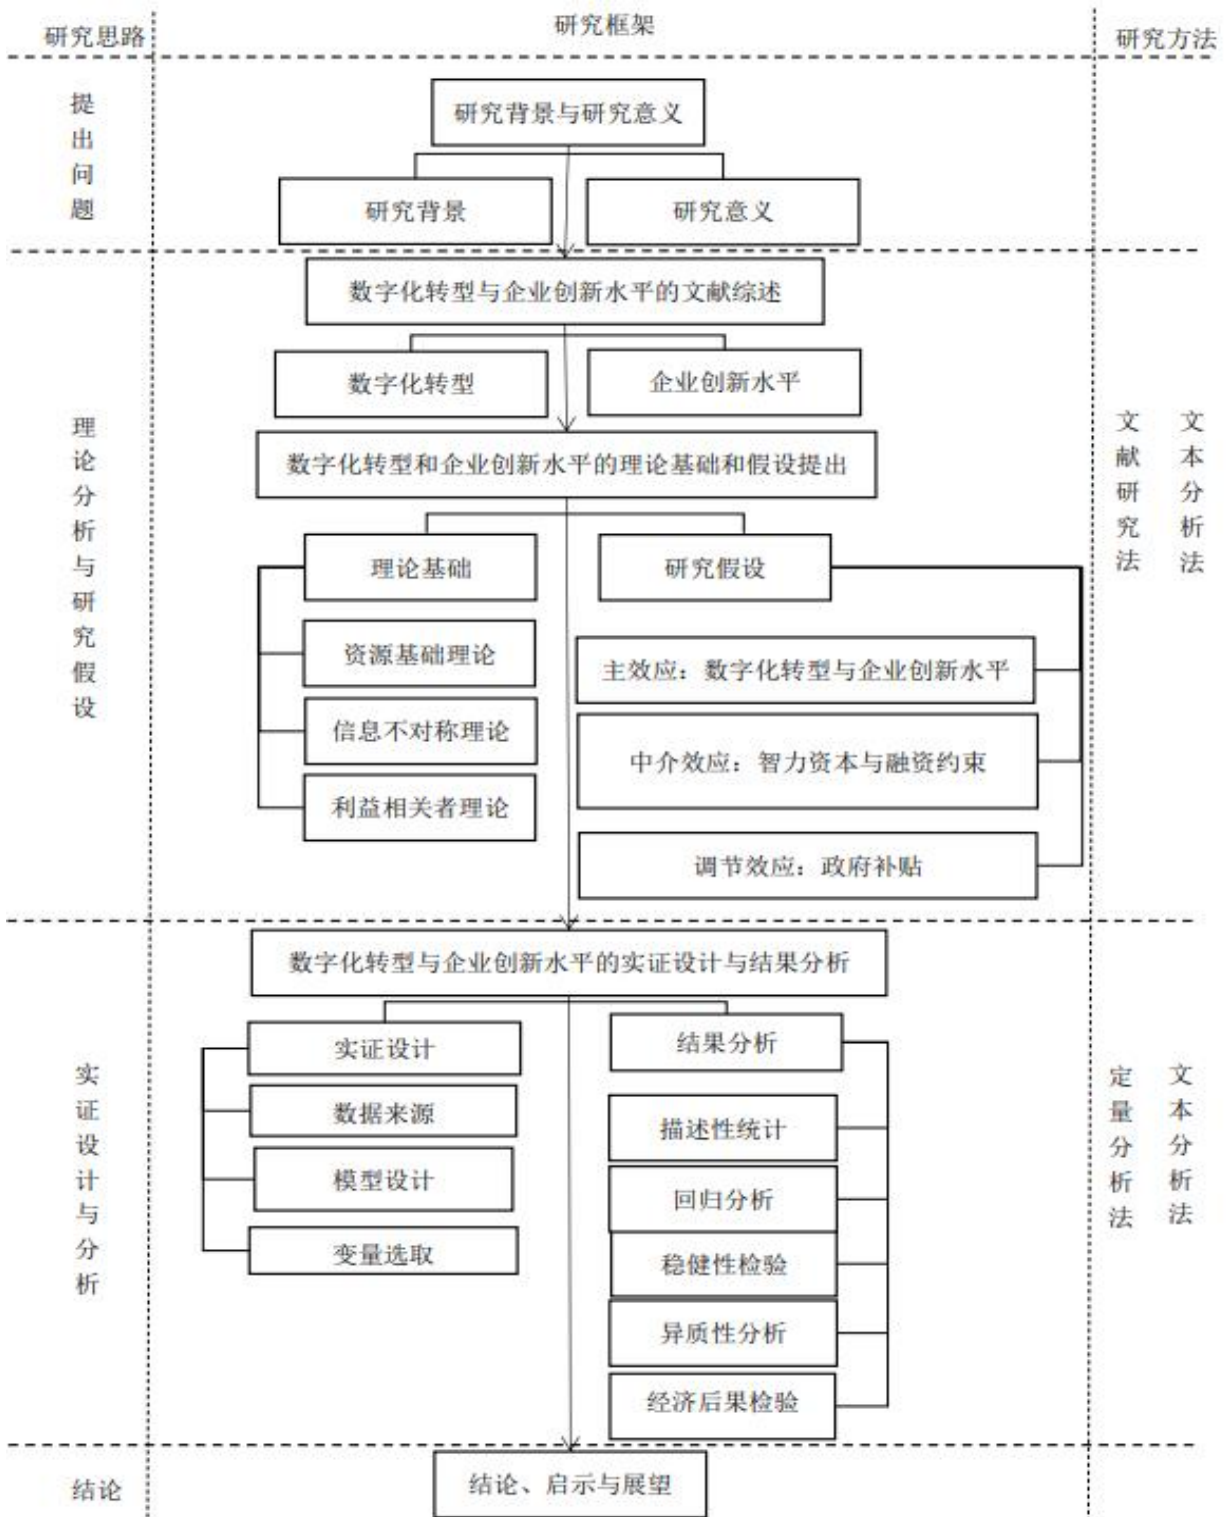 研究思路
研究框架
研究方法
提出问题
研究背景与研究意义
研究背景
研究意义
数字化转型与企业创新水平的文献综述
数字化转型
企业创新水平
理论分析与研究假设
数字化转型和企业创新水平的理论基础和假设提出
文献研究法
文本分析法
理论基础
研究假设
资源基础理论
信息不对称理论
利益相关者理论
主效应：数字化转型与企业创新水平
中介效应：智力资本与融资约束
调节效应：政府补贴
数字化转型与企业创新水平的实证设计与结果分析
实证设计与分析
实证设计
数据来源
模型设计
变量选取
结果分析
描述性统计
回归分析
稳健性检验
异质性分析
经济后果检验
定量分析法
文本分析法
结论
结论、启示与展望